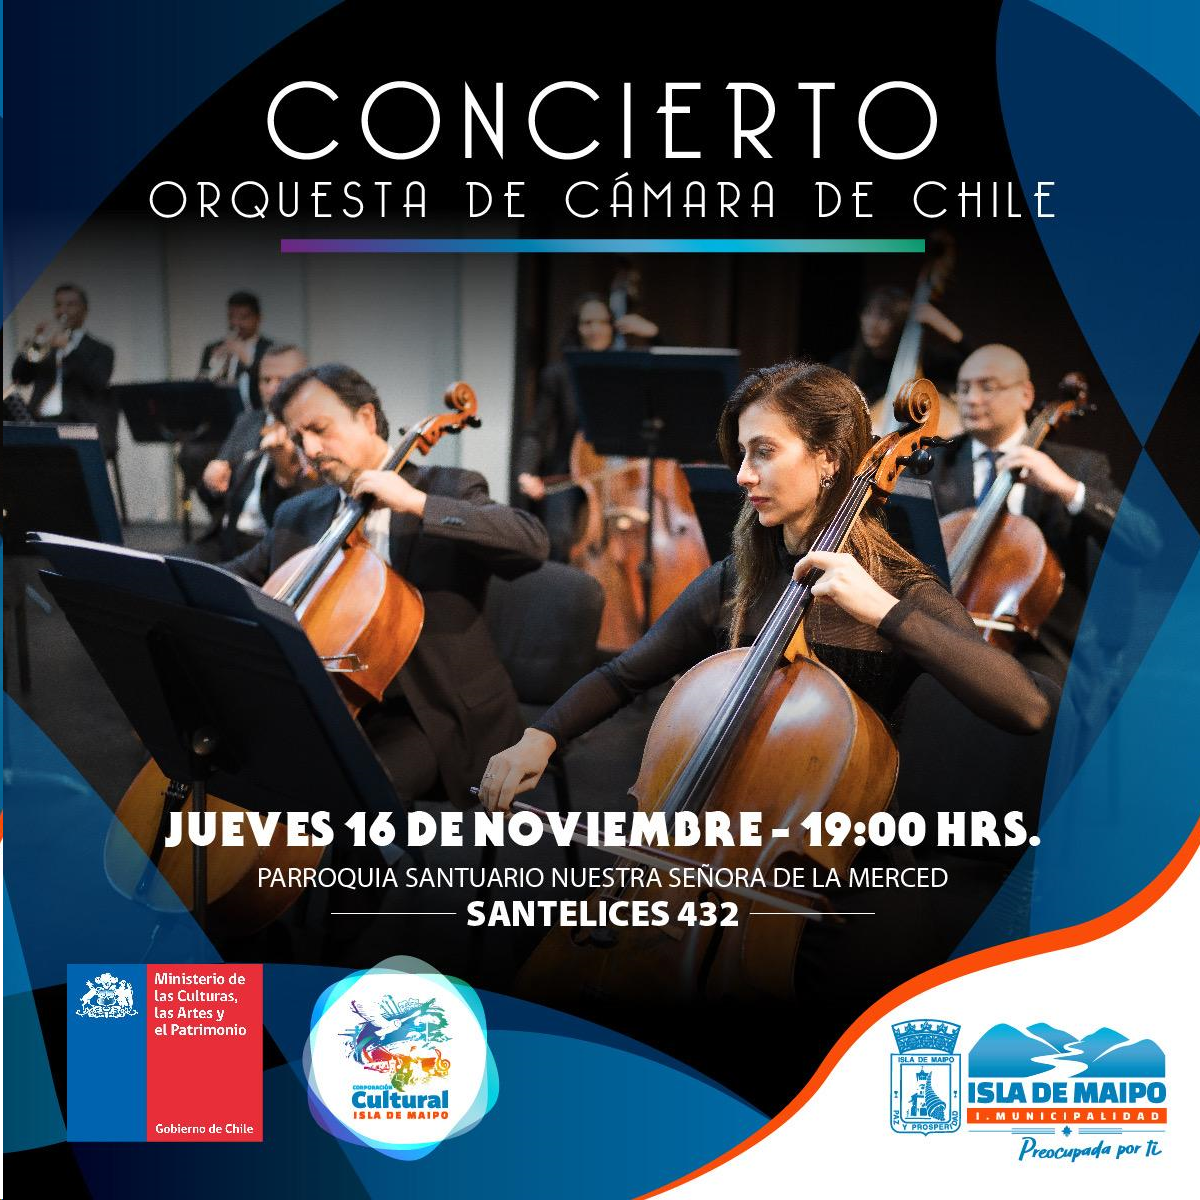 CONCIERTO
ORQUESTA DE CÁMARA DE CHILE
JUEVES 16 DE NOVIEMBRE - 19:00 HRS.
PARROQUIA SANTUARIO NUESTRA SEÑORA DE LA MERCED
SANTELICES 432
Ministerio de
las Culturas,
las Artes y
el Patrimonio
Gobierno de Chile
CORPORACIÓN
Cultural
ISLA DE MAIPO
ISLA DE MAIPO
PAZ Y PROSPERIDAD
ISLA DE MAIPO
I. MUNICIPALIDAD
Preocupada por ti